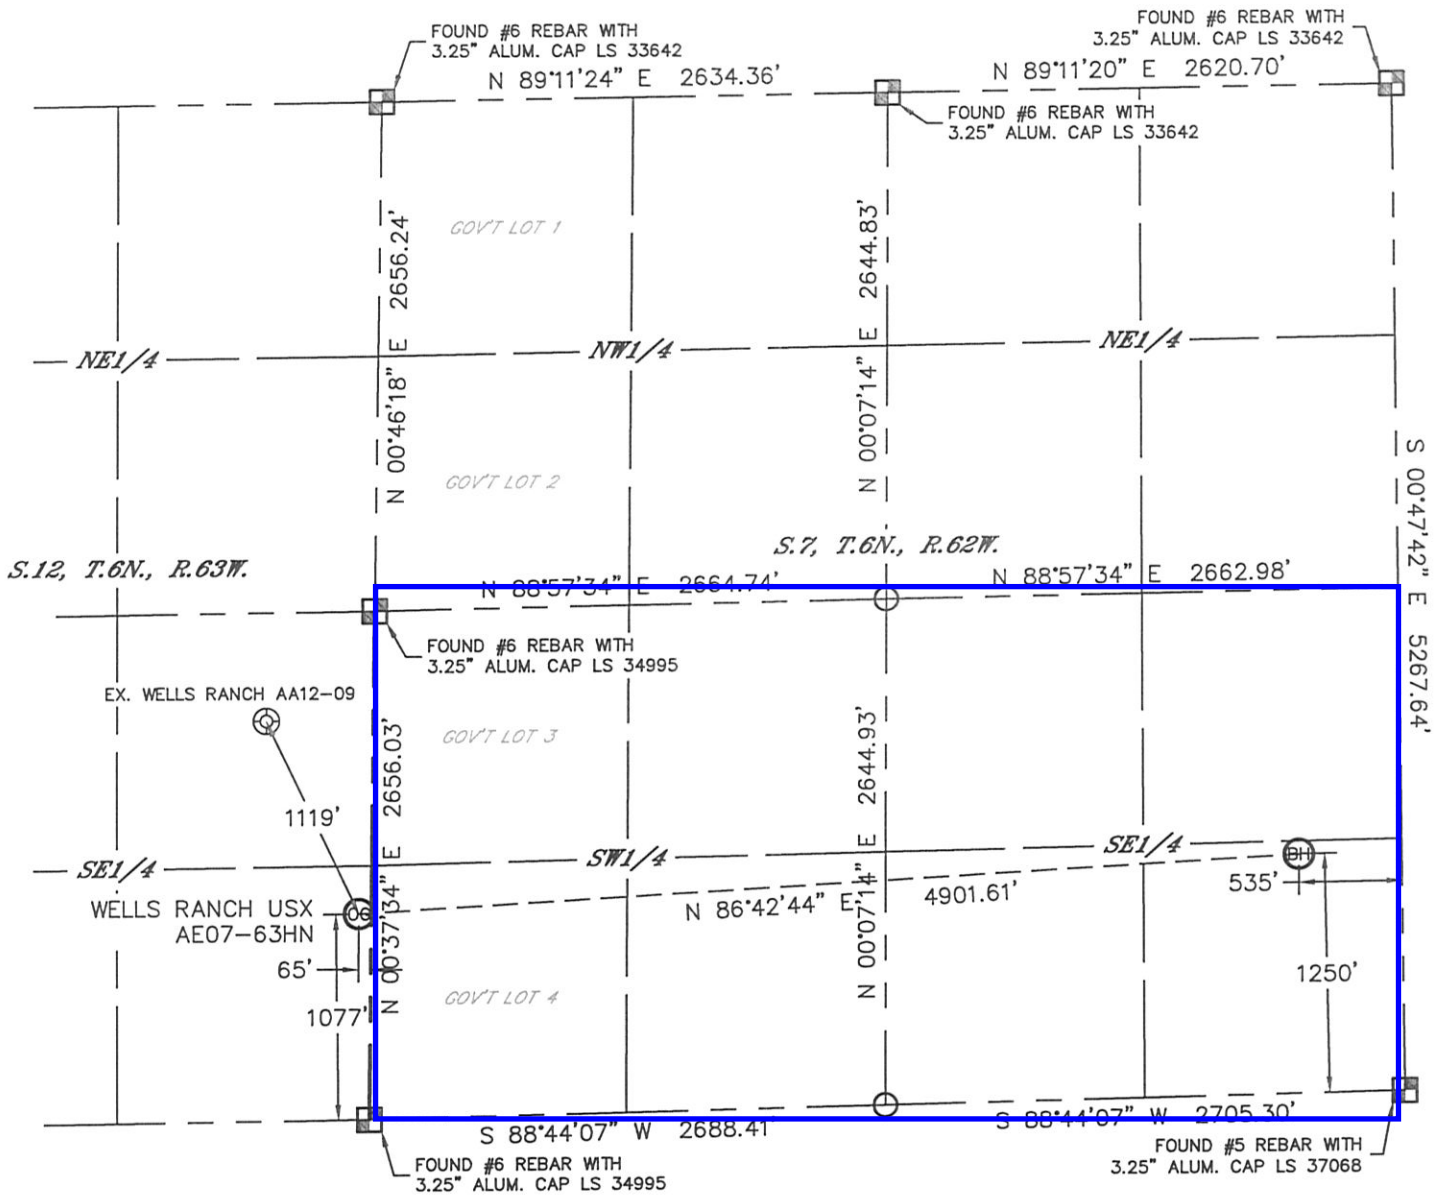 FOUND #6 REBAR WITH
3.25" ALUM. CAP LS 33642
N 89°11'24" E 2634.36'
FOUND #6 REBAR WITH
3.25" ALUM. CAP LS 33642
N 89°11'20" E 2620.70'
FOUND #6 REBAR WITH
3.25" ALUM. CAP LS 33642
GOV'T LOT 1
N 00°46'18" E 2656.24'
N 00°07'14" E 2644.83'
NE1/4
NW1/4
NE1/4
GOV'T LOT 2
S 00°47'42" E 5267.64'
S.12, T.6N., R.63W.
S.7, T.6N., R.62W.
N 88°57'34" E 2664.74'
N 88°57'34" E 2662.98'
FOUND #6 REBAR WITH
3.25" ALUM. CAP LS 34995
EX. WELLS RANCH AA12-09
GOV'T LOT 3
N 00°37'34" E 2656.03'
N 00°07'14" E 2644.93'
1119'
SE1/4
SW1/4
SE1/4
BH
535'
WELLS RANCH USX
AE07-63HN
N 86°42'44" E 4901.61'
65'
1250'
GOV'T LOT 4
1077'
S 88°44'07" W 2688.41'
S 88°44'07" W 2705.30'
FOUND #6 REBAR WITH
3.25" ALUM. CAP LS 34995
FOUND #5 REBAR WITH
3.25" ALUM. CAP LS 37068